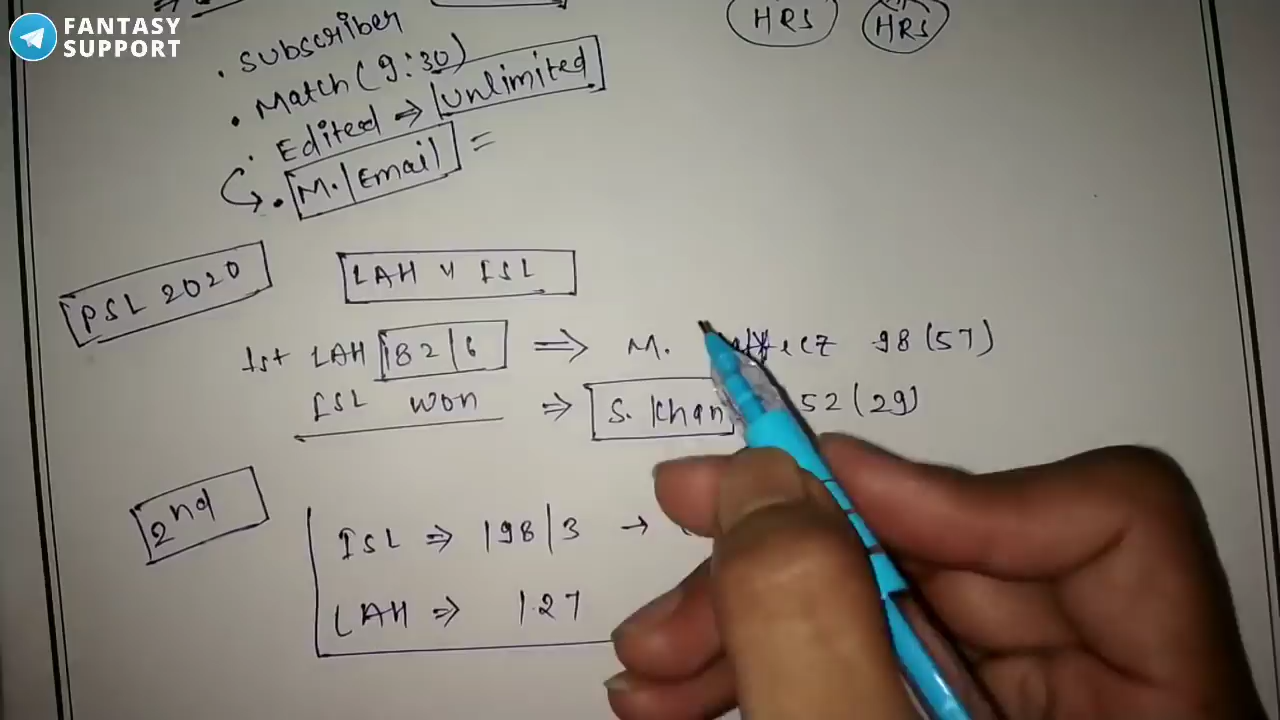 FANTASY
SUPPORT
HRS HRS
. Subscriber
. Match (9:30)
. Edited ⇒ Unlimited
. M./Email =
PSL 2020
LAH v ISL
1st LAH 182/6 ⇒ M. 98 (57)
ISL won ⇒ S. Khan 52 (29)
2nd
ISL ⇒ 198/3 →
LAH ⇒ 127